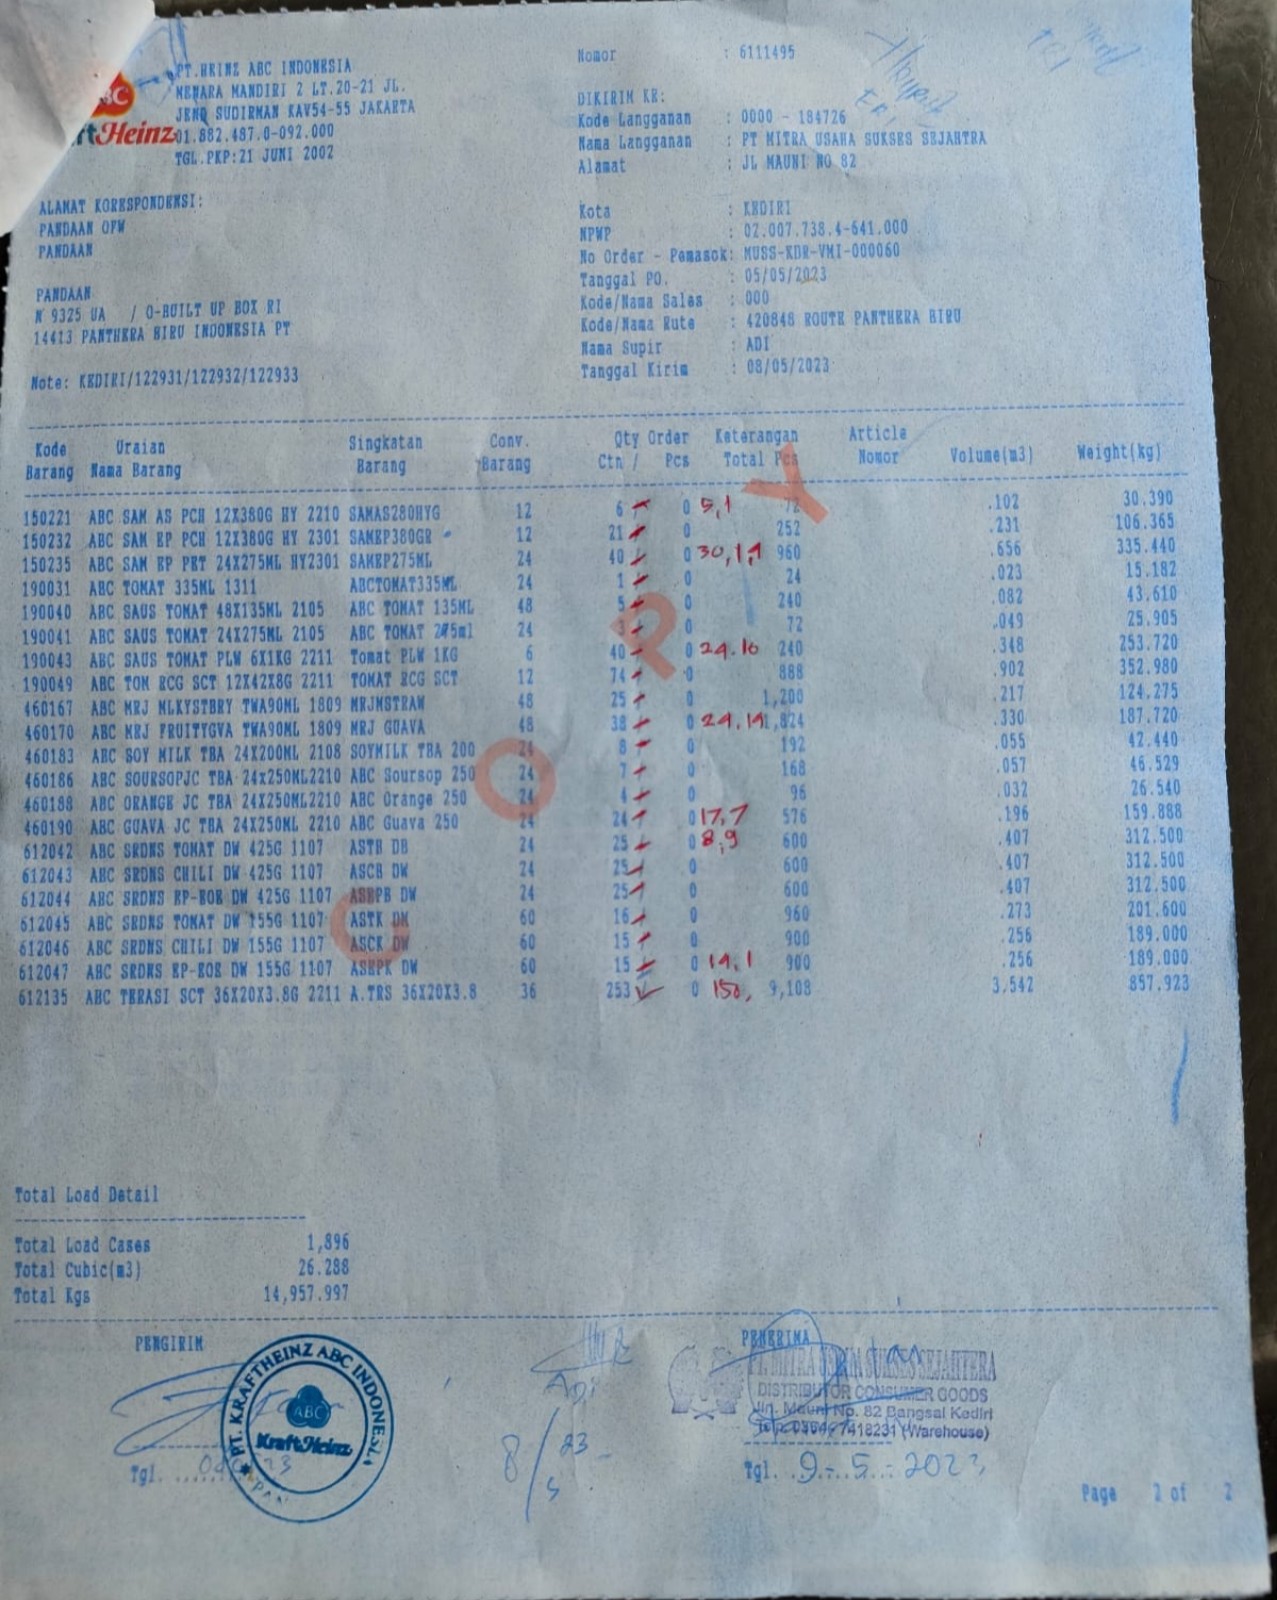 PT.HEINZ ABC INDONESIA
MENARA MANDIRI 2 LT.20-21 JL.
JEND SUDIRMAN KAV54-55 JAKARTA
01.882.487.0-092.000
TGL.PKP:21 JUNI 2002
Heinz
ALAMAT KORESPONDENSI:
PANDAAN OFW
PANDAAN
PANDAAN
N 9325 UA / O-BUILT UP BOX RI
14413 PANTHERA BIRU INDONESIA PT
Note: KEDIRI/122931/122932/122933
Nomor : 6111495
DIKIRIM KE:
Kode Langganan : 0000 - 184726
Nama Langganan : PT MITRA USAHA SUKSES SEJAHTRA
Alamat : JL MAUNI NO 82
Kota : KEDIRI
NPWP : 02.007.738.4-641.000
No Order - Pemasok: MUSS-KDR-VMI-000060
Tanggal PO. : 05/05/2023
Kode/Nama Sales : 000
Kode/Nama Rute : 420848 ROUTE PANTHERA BIRU
Nama Supir : ADI
Tanggal Kirim : 08/05/2023
Kode Uraian Singkatan Conv. Qty Order Keterangan Article
Barang Nama Barang Barang Barang Ctn / Pcs Total Pcs Nomor Volume(m3) Weight(kg)
150221 ABC SAM AS PCH 12X380G HY 2210 SAMAS280HYG 12 6 0 5,1 72 .102 30.390
150232 ABC SAM EP PCH 12X380G HY 2301 SAMEP380GR 12 21 0 252 .231 106.365
150235 ABC SAM EP PET 24X275ML HY2301 SAMEP275ML 24 40 0 960 .656 335.440
190031 ABC TOMAT 335ML 1311 ABCTOMAT335ML 24 1 0 24 .023 15.182
190040 ABC SAUS TOMAT 48X135ML 2105 ABC TOMAT 135ML 48 5 0 240 .082 43.610
190041 ABC SAUS TOMAT 24X275ML 2105 ABC TOMAT 275ml 24 3 0 72 .049 25.905
190043 ABC SAUS TOMAT PLW 6X1KG 2211 Tomat PLW 1KG 6 40 0 24.16 240 .348 253.720
190049 ABC TOM RCG SCT 12X42X8G 2211 TOMAT RCG SCT 12 74 0 888 .902 352.980
460167 ABC MRJ MLKYSTBRY TWA90ML 1809 MRJMSTRAW 48 25 0 1,200 .217 124.275
460170 ABC MRJ FRUITYGVA TWA90ML 1809 MRJ GUAVA 48 38 0 1,824 .330 187.720
460183 ABC SOY MILK TBA 24X200ML 2108 SOYMILK TBA 200 24 8 0 192 .055 42.440
460186 ABC SOURSOPJC TBA 24x250ML2210 ABC Soursop 250 24 7 0 168 .057 46.529
460188 ABC ORANGE JC TBA 24X250ML2210 ABC Orange 250 24 4 0 96 .032 26.540
460190 ABC GUAVA JC TBA 24X250ML 2210 ABC Guava 250 24 24 0 17,7 576 .196 159.888
612042 ABC SRDNS TOMAT DW 425G 1107 ASTB DB 24 25 0 8,9 600 .407 312.500
612043 ABC SRDNS CHILI DW 425G 1107 ASCB DW 24 25 0 600 .407 312.500
612044 ABC SRDNS EP-EOE DW 425G 1107 ASEPB DW 24 25 0 600 .407 312.500
612045 ABC SRDNS TOMAT DW 155G 1107 ASTK DW 60 16 0 960 .273 201.600
612046 ABC SRDNS CHILI DW 155G 1107 ASCK DW 60 15 0 900 .256 189.000
612047 ABC SRDNS EP-EOE DW 155G 1107 ASEPK DW 60 15 0 19,1 900 .256 189.000
612135 ABC TERASI SCT 36X20X3.8G 2211 A.TRS 36X20X3.8 36 253 0 150, 9,108 3.542 857.923
COPY
Total Load Detail
Total Load Cases 1,896
Total Cubic(m3) 26.288
Total Kgs 14,957.997
PENGIRIM
PT. KRAFTHEINZ ABC INDONESIA
ABC
KraftHeinz
Tgl.
ADI
8/5 23
PENERIMA
PT. MITRA USAHA SUKSES SEJAHTERA
DISTRIBUTOR CONSUMER GOODS
Jln. Mauni No. 82 Bangsal Kediri
7418231 (Warehouse)
Tgl. 9-5-2023
Page 2 of 2